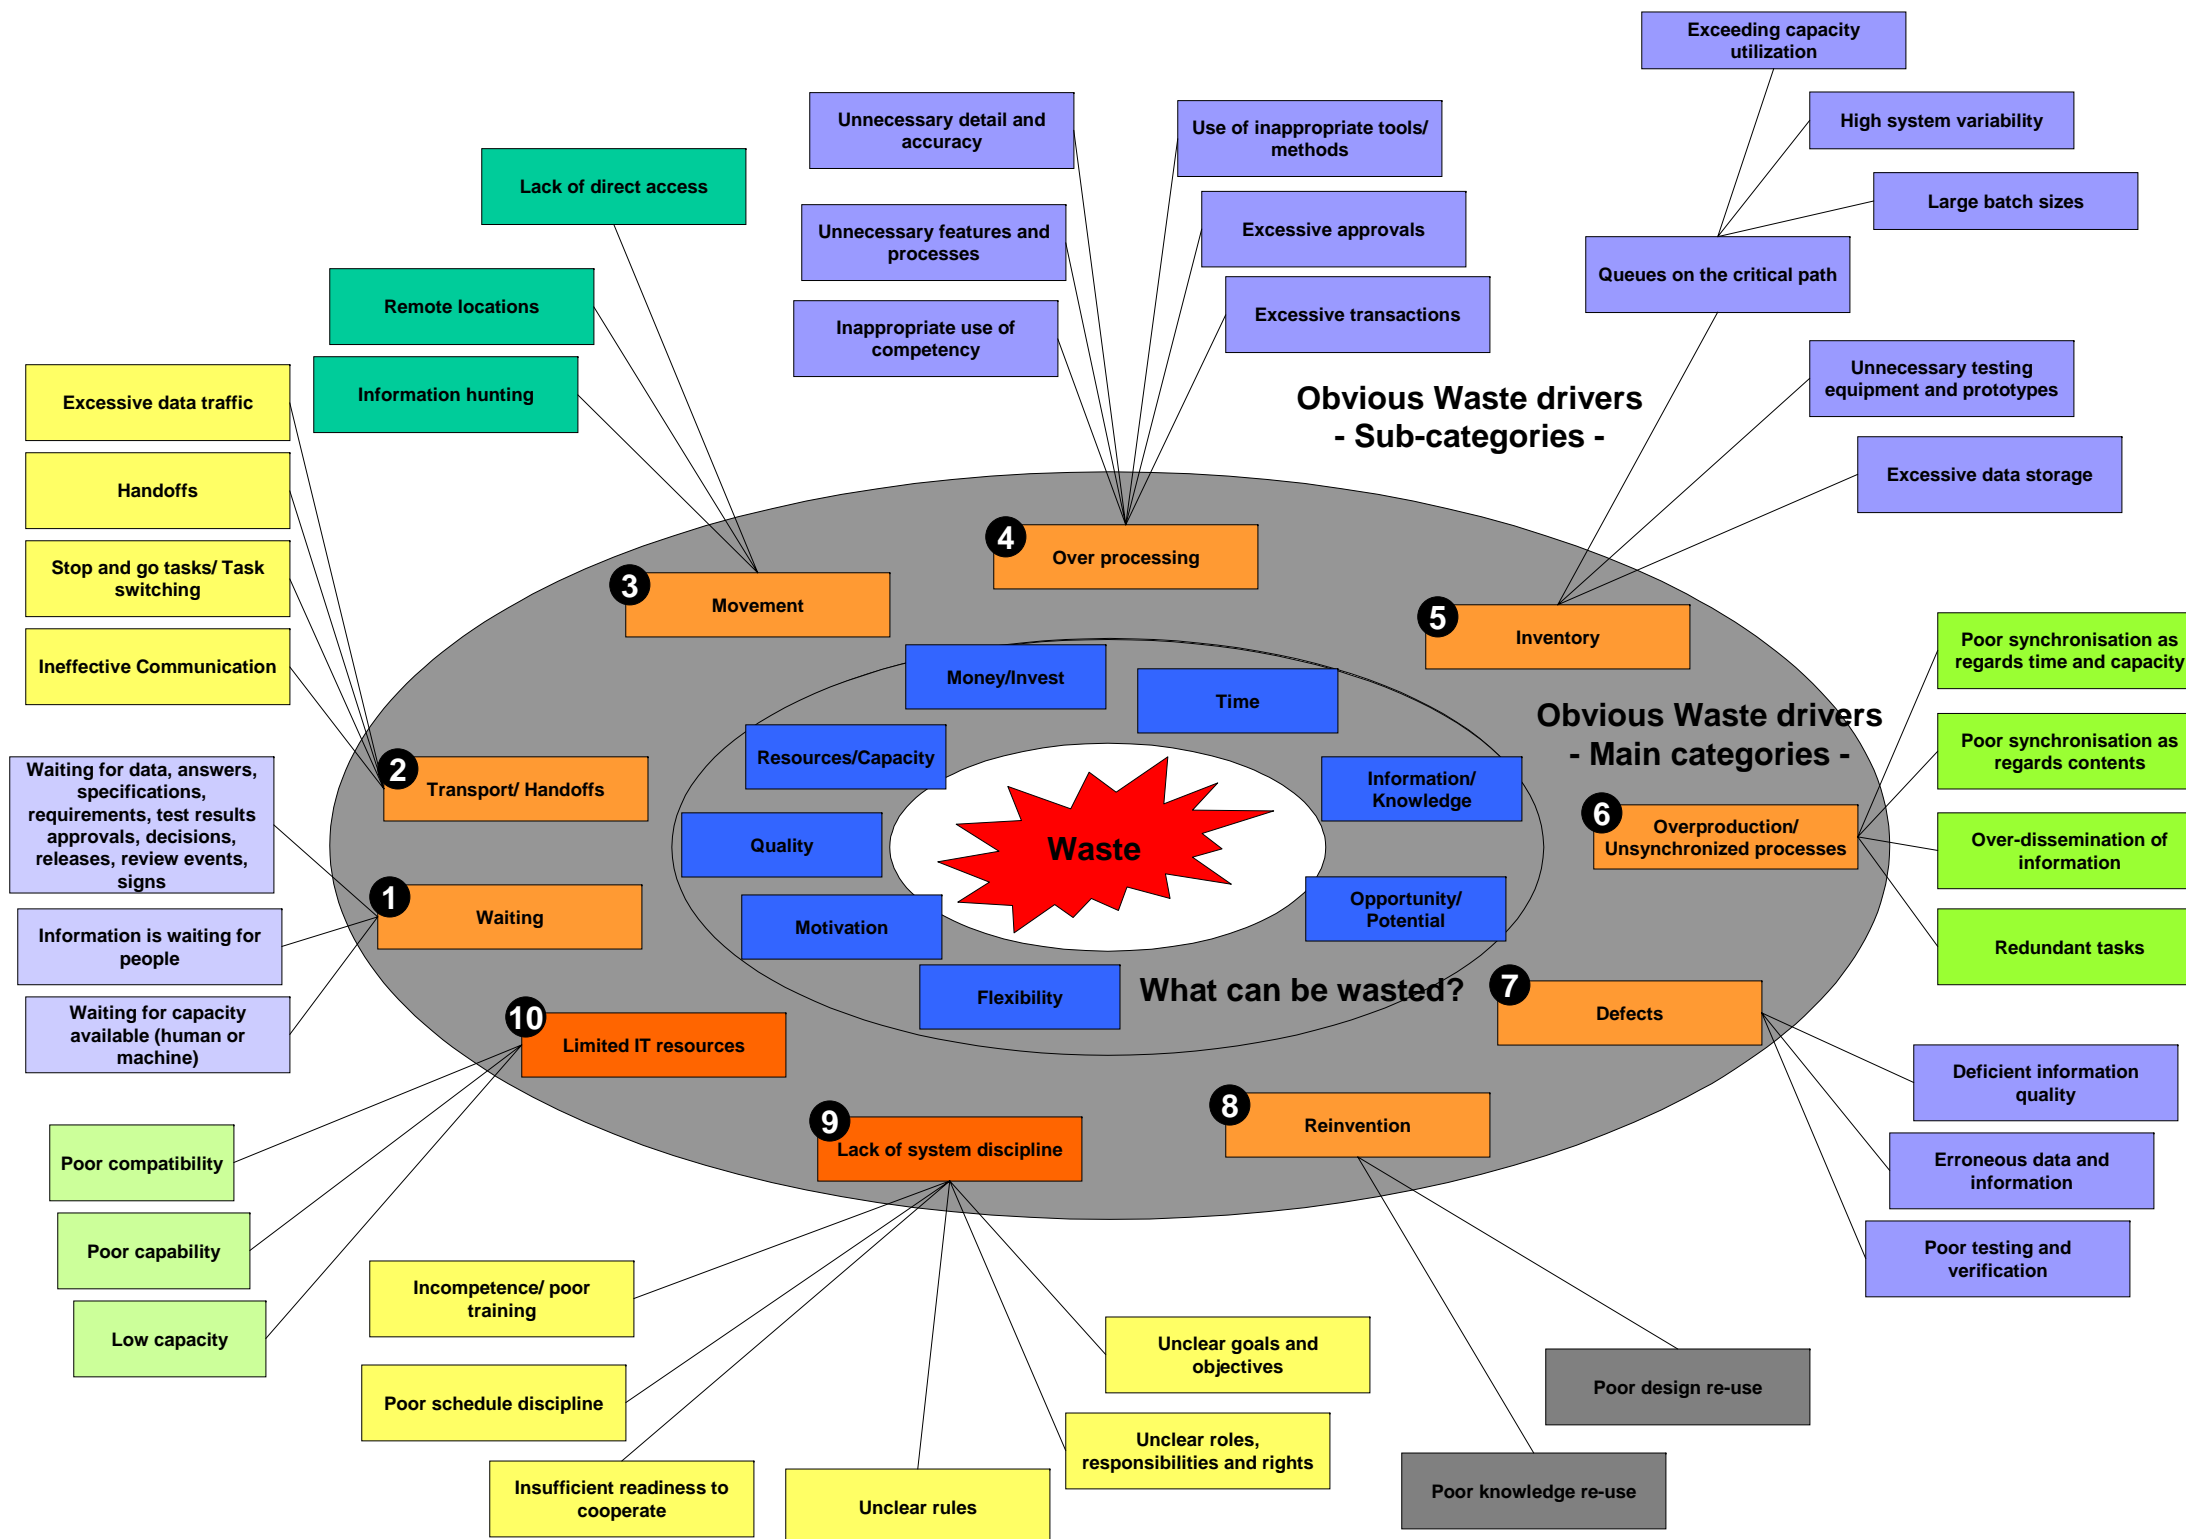 Exceeding capacity
utilization
High system variability
Large batch sizes
Queues on the critical path
Unnecessary detail and
accuracy
Use of inappropriate tools/
methods
Lack of direct access
Unnecessary features and
processes
Excessive approvals
Remote locations
Inappropriate use of
competency
Excessive transactions
Information hunting
Unnecessary testing
equipment and prototypes
Excessive data storage
Obvious Waste drivers
- Sub-categories -
Excessive data traffic
Handoffs
Stop and go tasks/ Task
switching
Ineffective Communication
4
Over processing
3
Movement
5
Inventory
Poor synchronisation as
regards time and capacity
Poor synchronisation as
regards contents
Over-dissemination of
information
Redundant tasks
Money/Invest
Time
Obvious Waste drivers
- Main categories -
Resources/Capacity
Information/
Knowledge
2
Transport/ Handoffs
6
Overproduction/
Unsynchronized processes
Waiting for data, answers,
specifications,
requirements, test results
approvals, decisions,
releases, review events,
signs
Quality
Waste
1
Waiting
Motivation
Opportunity/
Potential
Information is waiting for
people
Flexibility
What can be wasted?
7
Defects
Waiting for capacity
available (human or
machine)
10
Limited IT resources
Deficient information
quality
9
Lack of system discipline
8
Reinvention
Erroneous data and
information
Poor testing and
verification
Poor compatibility
Poor capability
Low capacity
Incompetence/ poor
training
Unclear goals and
objectives
Poor schedule discipline
Poor design re-use
Unclear roles,
responsibilities and rights
Insufficient readiness to
cooperate
Unclear rules
Poor knowledge re-use